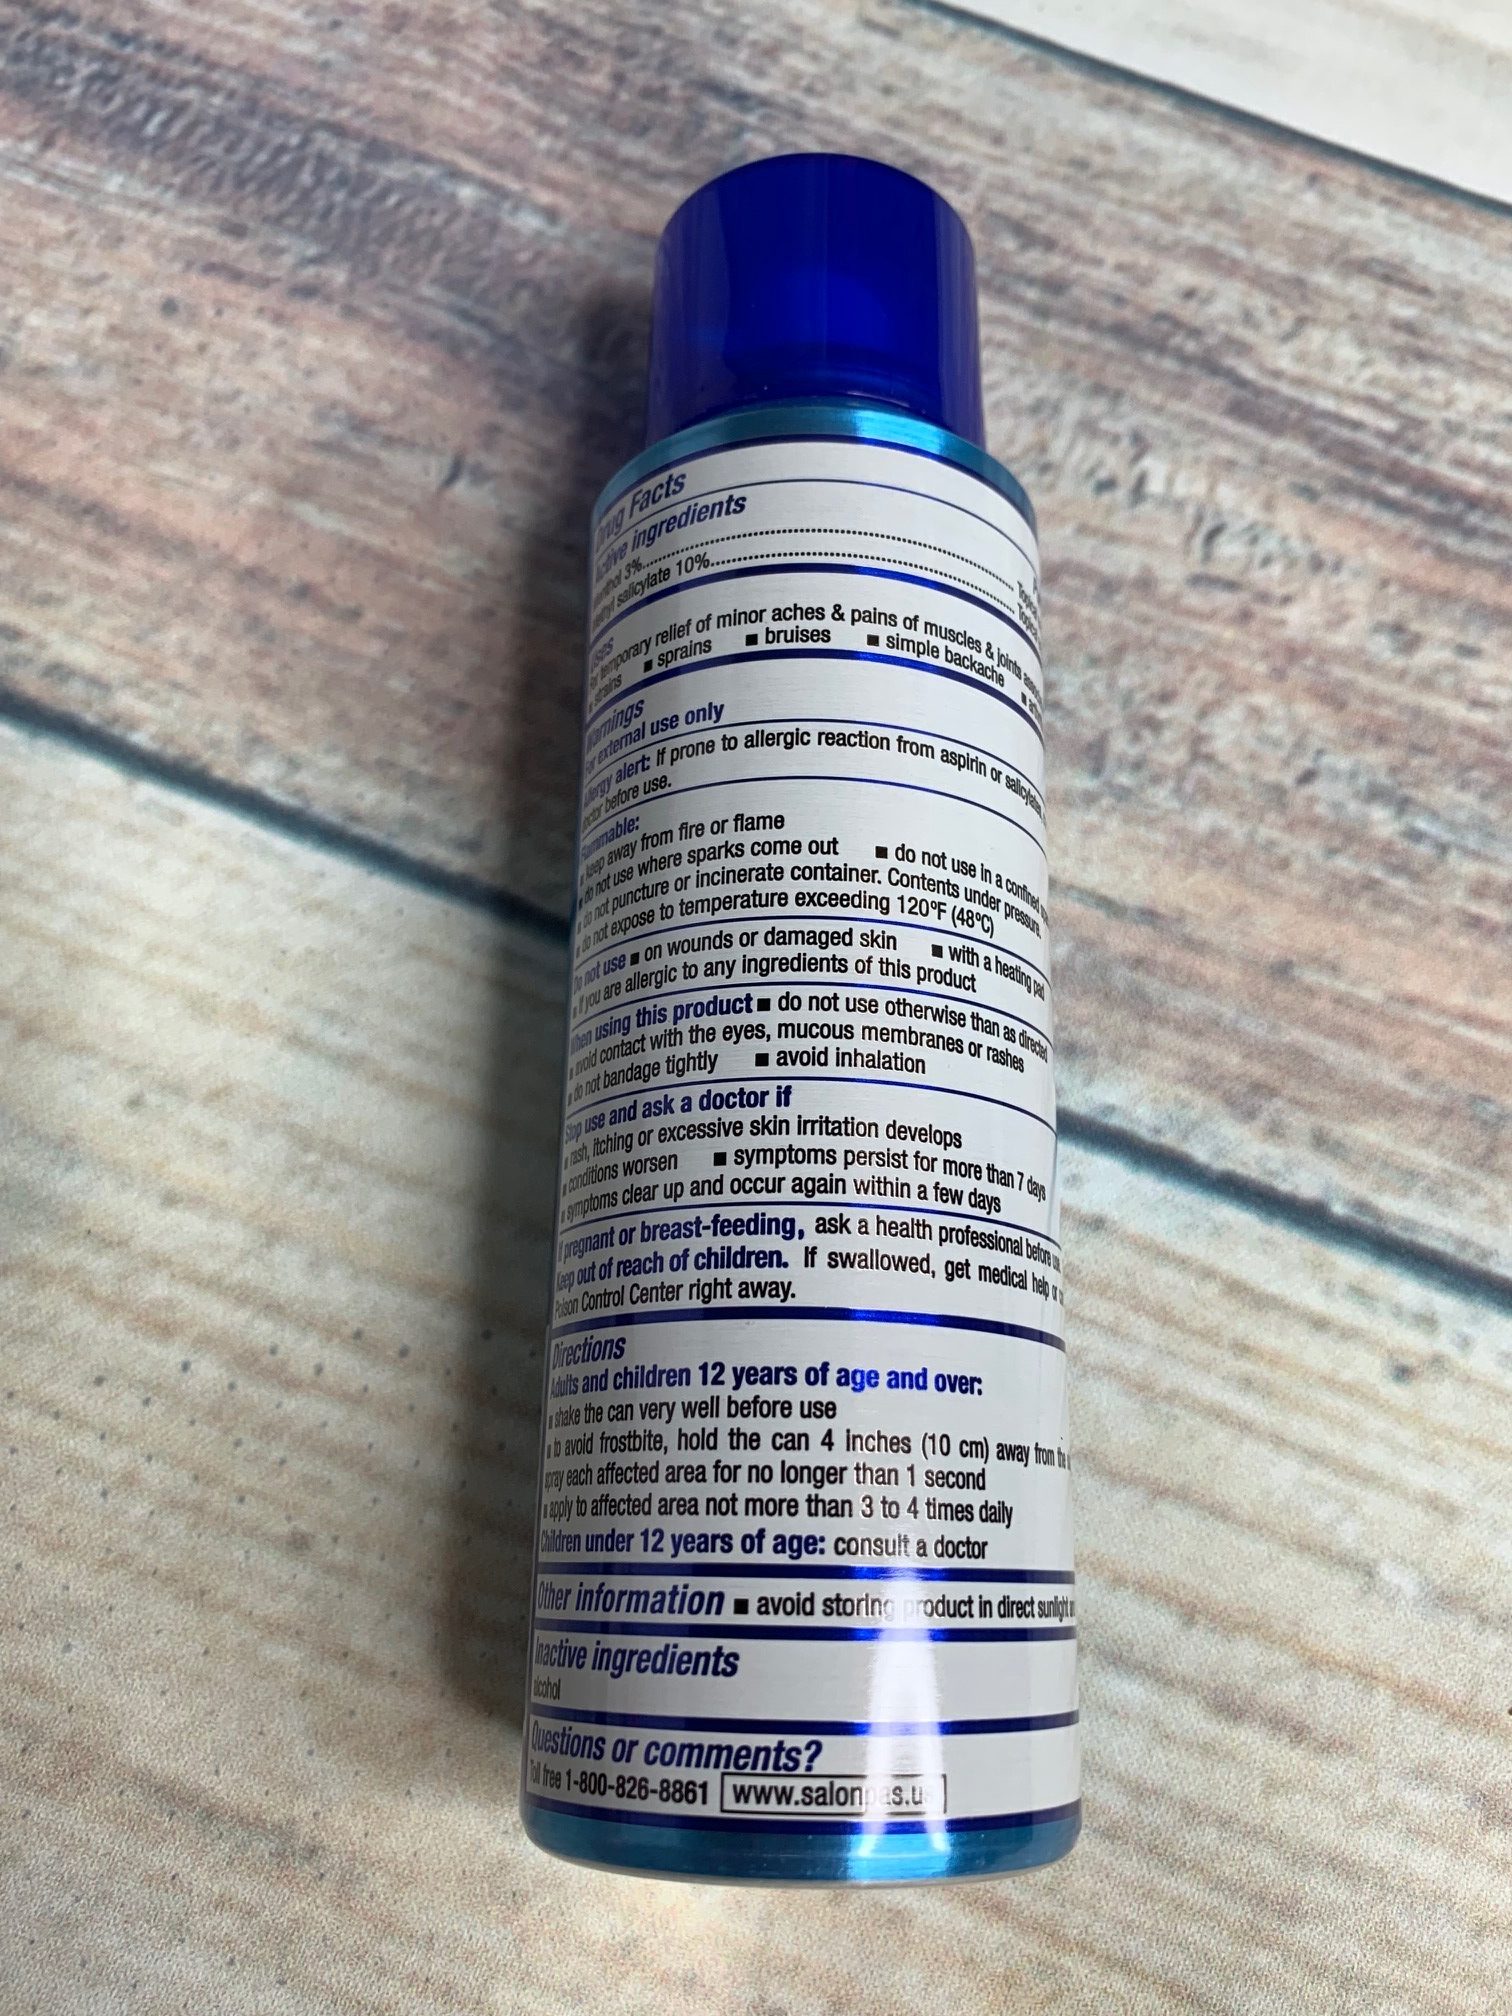 Drug Facts
Active ingredients
Menthol 3%
Methyl salicylate 10%
Topical
Topical
Uses
For temporary relief of minor aches & pains of muscles & joints
■ strains ■ sprains ■ bruises ■ simple backache ■
Warnings
For external use only
Allergy alert: If prone to allergic reaction from aspirin or salicylates,
doctor before use.
Flammable:
■ keep away from fire or flame
■ do not use where sparks come out ■ do not use in a confined
■ do not puncture or incinerate container. Contents under pressure.
■ do not expose to temperature exceeding 120°F (48°C)
Do not use ■ on wounds or damaged skin ■ with a heating pad
■ if you are allergic to any ingredients of this product
When using this product ■ do not use otherwise than as directed
■ avoid contact with the eyes, mucous membranes or rashes
■ do not bandage tightly ■ avoid inhalation
Stop use and ask a doctor if
■ rash, itching or excessive skin irritation develops
■ conditions worsen ■ symptoms persist for more than 7 days
■ symptoms clear up and occur again within a few days
If pregnant or breast-feeding, ask a health professional before
Keep out of reach of children. If swallowed, get medical help or
Poison Control Center right away.
Directions
Adults and children 12 years of age and over:
■ shake the can very well before use
■ to avoid frostbite, hold the can 4 inches (10 cm) away from the
spray each affected area for no longer than 1 second
■ apply to affected area not more than 3 to 4 times daily
Children under 12 years of age: consult a doctor
Other information ■ avoid storing product in direct sunlight
Inactive ingredients
alcohol
Questions or comments?
Toll free 1-800-826-8861 www.salonpas.us